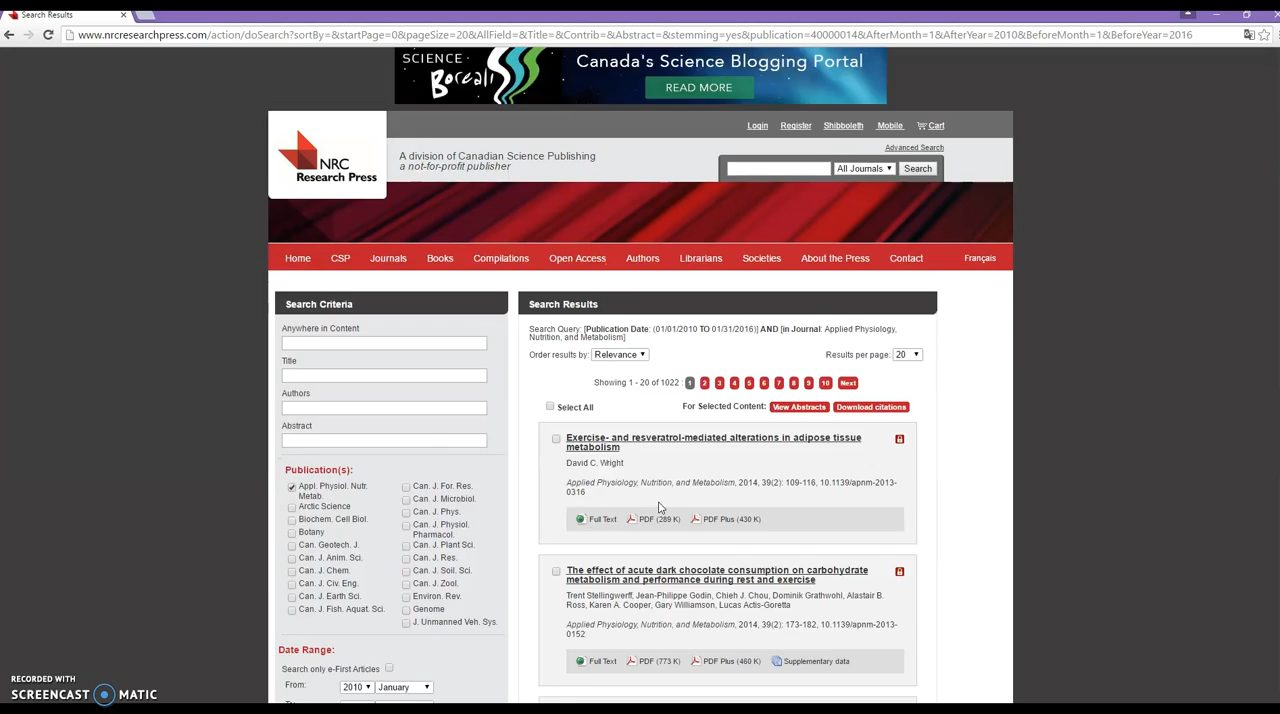 Search Results
www.nrcresearchpress.com/action/doSearch?sortBy=&startPage=0&pageSize=20&AllField=&Title=&Contrib=&Abstract=&stemming=yes&publication=40000014&AfterMonth=1&AfterYear=2010&BeforeMonth=1&BeforeYear=2016
SCIENCE
Borealis
Canada's Science Blogging Portal
READ MORE
NRC
Research Press
A division of Canadian Science Publishing
a not-for-profit publisher
Login Register Shibboleth Mobile Cart
Advanced Search
All Journals Search
Home CSP Journals Books Compilations Open Access Authors Librarians Societies About the Press Contact Français
Search Criteria
Anywhere in Content
Title
Authors
Abstract
Publication(s):
Appl. Physiol. Nutr.
Metab.
Arctic Science
Biochem. Cell Biol.
Botany
Can. Geotech. J.
Can. J. Anim. Sci.
Can. J. Chem.
Can. J. Civ. Eng.
Can. J. Earth Sci.
Can. J. Fish. Aquat. Sci.
Can. J. For. Res.
Can. J. Microbiol.
Can. J. Phys.
Can. J. Physiol.
Pharmacol.
Can. J. Plant Sci.
Can. J. Res.
Can. J. Soil. Sci.
Can. J. Zool.
Environ. Rev.
Genome
J. Unmanned Veh. Sys.
Date Range:
Search only e-First Articles
From: 2010 January
Search Results
Search Query: [Publication Date: (01/01/2010 TO 01/31/2016)] AND [in Journal: Applied Physiology,
Nutrition, and Metabolism]
Order results by: Relevance Results per page: 20
Showing 1 - 20 of 1022 : 1 2 3 4 5 6 7 8 9 10 Next
Select All For Selected Content: View Abstracts Download citations
Exercise- and resveratrol-mediated alterations in adipose tissue
metabolism
David C. Wright
Applied Physiology, Nutrition, and Metabolism, 2014, 39(2): 109-116, 10.1139/apnm-2013-
0316
Full Text PDF (289 K) PDF Plus (430 K)
The effect of acute dark chocolate consumption on carbohydrate
metabolism and performance during rest and exercise
Trent Stellingwerff, Jean-Philippe Godin, Chieh J. Chou, Dominik Grathwohl, Alastair B.
Ross, Karen A. Cooper, Gary Williamson, Lucas Actis-Goretta
Applied Physiology, Nutrition, and Metabolism, 2014, 39(2): 173-182, 10.1139/apnm-2013-
0152
Full Text PDF (773 K) PDF Plus (460 K) Supplementary data
RECORDED WITH
SCREENCAST MATIC